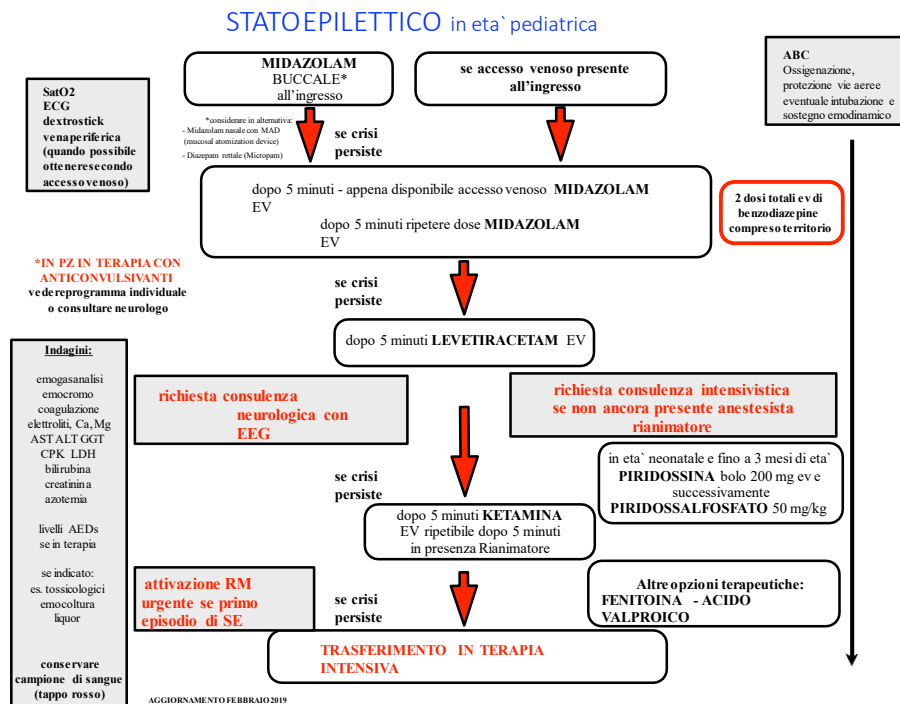 STATO EPILETTICO in eta` pediatrica
MIDAZOLAM
BUCCALE*
all'ingresso
se accesso venoso presente
all'ingresso
ABC
Ossigenazione,
protezione vie aeree
eventuale intubazione e
sostegno emodinamico
SatO2
ECG
dextrostick
vena periferica
(quando possibile
ottenere secondo
accesso venoso)
*considerare in alternativa:
- Midazolam nasale con MAD
(mucosal atomization device)
- Diazepam rettale (Micropam)
se crisi
persiste
dopo 5 minuti - appena disponibile accesso venoso MIDAZOLAM
EV
dopo 5 minuti ripetere dose MIDAZOLAM
EV
2 dosi totali ev di
benzodiazepine
compreso territorio
*IN PZ IN TERAPIA CON
ANTICONVULSIVANTI
vedere programma individuale
o consultare neurologo
se crisi
persiste
dopo 5 minuti LEVETIRACETAM EV
Indagini:
emogasanalisi
emocromo
coagulazione
elettroliti, Ca, Mg
AST ALT GGT
CPK LDH
bilirubina
creatinina
azotemia
livelli AEDs
se in terapia
se indicato:
es. tossicologici
emocoltura
liquor
conservare
campione di sangue
(tappo rosso)
richiesta consulenza
neurologica con
EEG
richiesta consulenza intensivistica
se non ancora presente anestesista
rianimatore
se crisi
persiste
in eta` neonatale e fino a 3 mesi di eta`
PIRIDOSSINA bolo 200 mg ev e
successivamente
PIRIDOSSALFOSFATO 50 mg/kg
dopo 5 minuti KETAMINA
EV ripetibile dopo 5 minuti
in presenza Rianimatore
attivazione RM
urgente se primo
episodio di SE
se crisi
persiste
Altre opzioni terapeutiche:
FENITOINA - ACIDO
VALPROICO
TRASFERIMENTO IN TERAPIA
INTENSIVA
AGGIORNAMENTO FEBBRAIO 2019